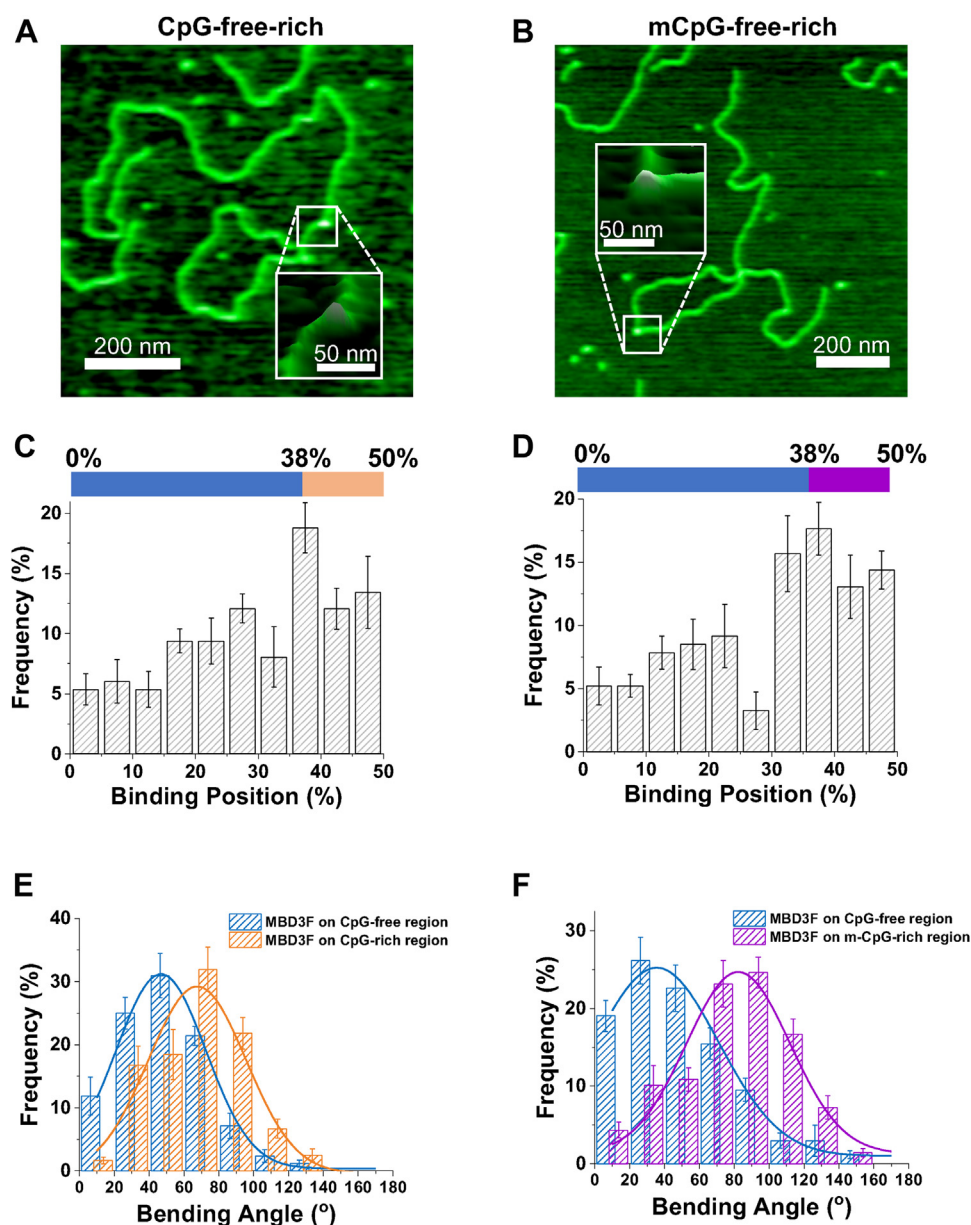 A CpG-free-rich
B mCpG-free-rich
200 nm
50 nm
50 nm
200 nm
C
0% 38% 50%
Frequency (%)
20
15
10
5
0
0 10 20 30 40 50
Binding Position (%)
D
0% 38% 50%
Frequency (%)
20
15
10
5
0
0 10 20 30 40 50
Binding Position (%)
E
MBD3F on CpG-free region
MBD3F on CpG-rich region
Frequency (%)
40
30
20
10
0
0 20 40 60 80 100 120 140 160 180
Bending Angle (º)
F
MBD3F on CpG-free region
MBD3F on m-CpG-rich region
Frequency (%)
30
20
10
0
0 20 40 60 80 100 120 140 160 180
Bending Angle (º)